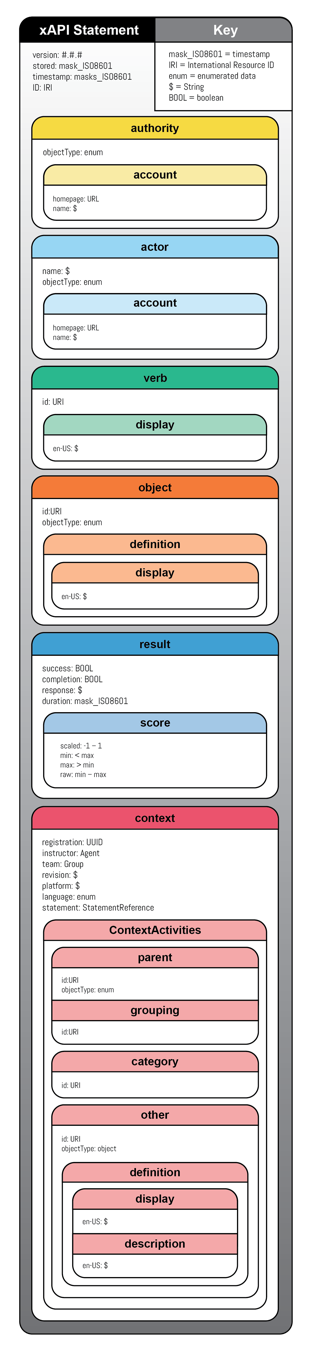 xAPI Statement
Key
version: #.#.#
stored: mask_IS08601
timestamp: masks_IS08601
ID: IRI
mask_IS08601 = timestamp
IRI = International Resource ID
enum = enumerated data
$ = String
BOOL = boolean
authority
objectType: enum
account
homepage: URL
name: $
actor
name: $
objectType: enum
account
homepage: URL
name: $
verb
id: URI
display
en-US: $
object
id:URI
objectType: enum
definition
display
en-US: $
result
success: BOOL
completion: BOOL
response: $
duration: mask_IS08601
score
scaled: -1 – 1
min: < max
max: > min
raw: min – max
context
registration: UUID
instructor: Agent
team: Group
revision: $
platform: $
language: enum
statement: StatementReference
ContextActivities
parent
id:URI
objectType: enum
grouping
id:URI
category
id: URI
other
id: URI
objectType: object
definition
display
en-US: $
description
en-US: $